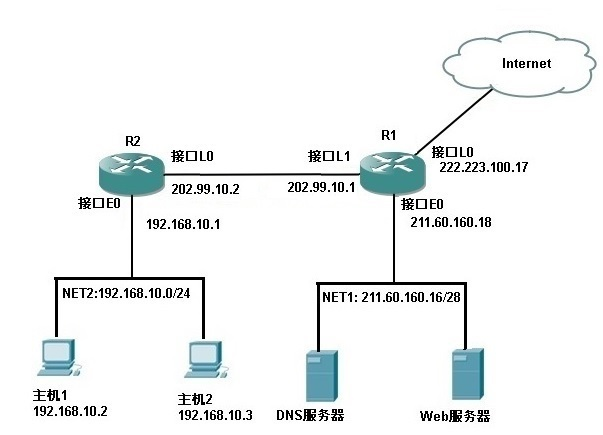 Internet
R2
R1
接口L0
接口L1
接口L0
222.223.100.17
202.99.10.2
202.99.10.1
接口E0
192.168.10.1
接口E0
211.60.160.18
NET2:192.168.10.0/24
NET1: 211.60.160.16/28
主机1
192.168.10.2
主机2
192.168.10.3
DNS服务器
Web服务器